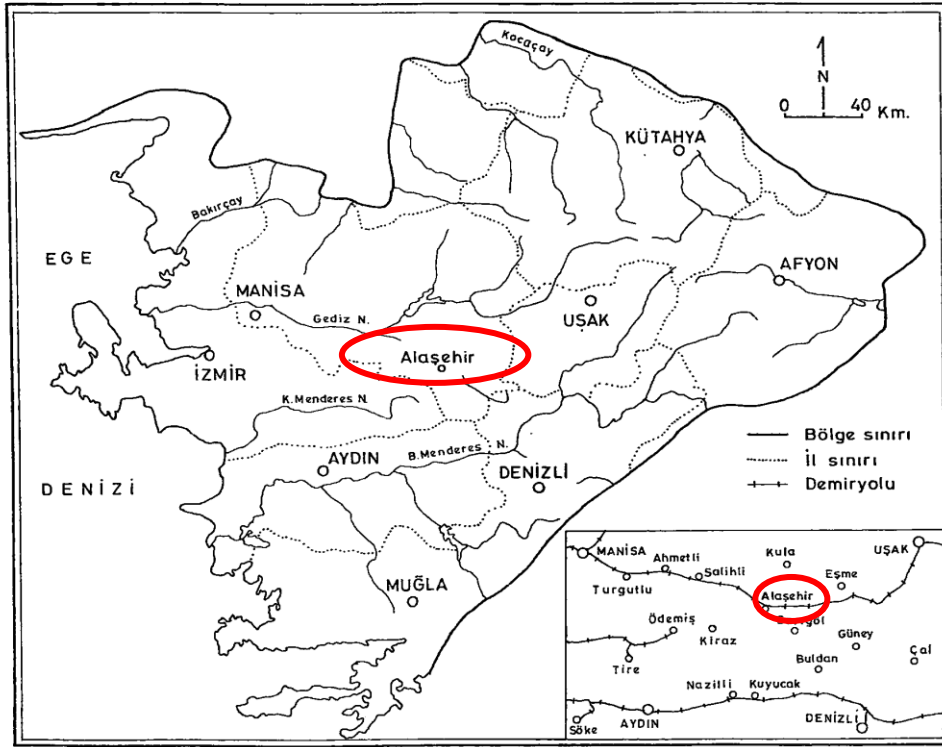 Kocaçay
N
0 40 Km.
KÜTAHYA
Bakırçay
EGE
AFYON
MANİSA
UŞAK
Gediz N.
Alaşehir
İZMİR
K.Menderes N.
Bölge sınırı
AYDIN
B.Menderes N.
İl sınırı
DENİZİ
DENİZLİ
Demiryolu
MUĞLA
MANİSA
Ahmetli
Kula
UŞAK
Turgutlu
Salihli
Eşme
Alaşehir
Ödemiş
Kiraz
Güney
Çal
Tire
Buldan
Nazilli
Kuyucak
Söke
AYDIN
DENİZLİ